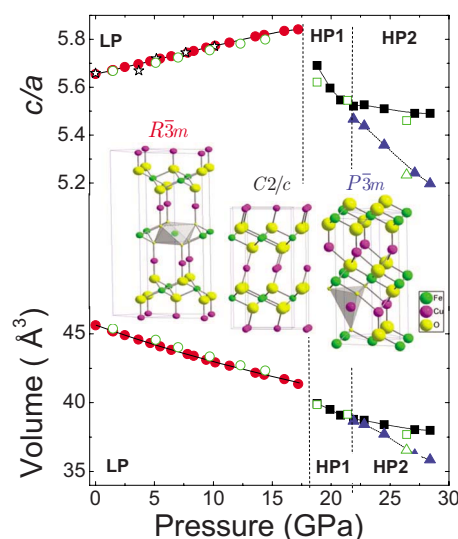 c/a
5.8
5.6
5.4
5.2
LP
HP1
HP2
R3̄m
C2/c
P3̄m
Fe
Cu
O
Volume ( Å³)
45
40
35
LP
HP1
HP2
0 5 10 15 20 25 30
Pressure (GPa)